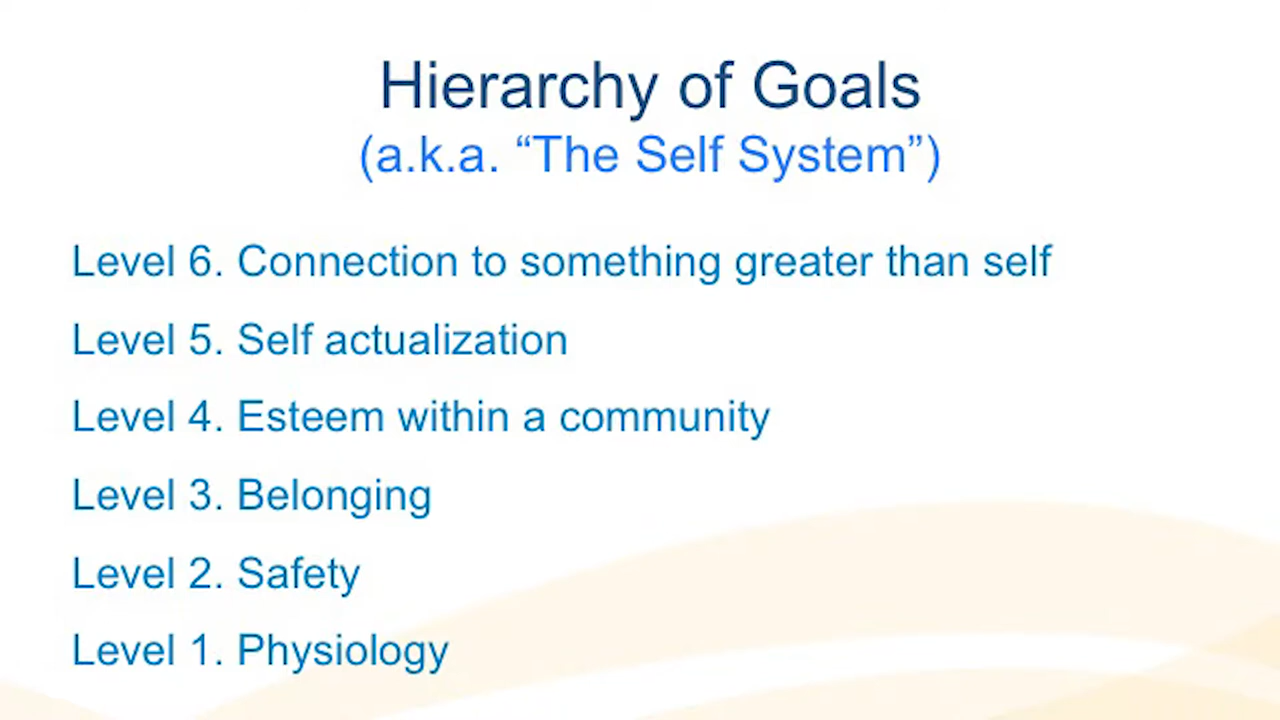 Hierarchy of Goals
(a.k.a. “The Self System”)
Level 6. Connection to something greater than self
Level 5. Self actualization
Level 4. Esteem within a community
Level 3. Belonging
Level 2. Safety
Level 1. Physiology